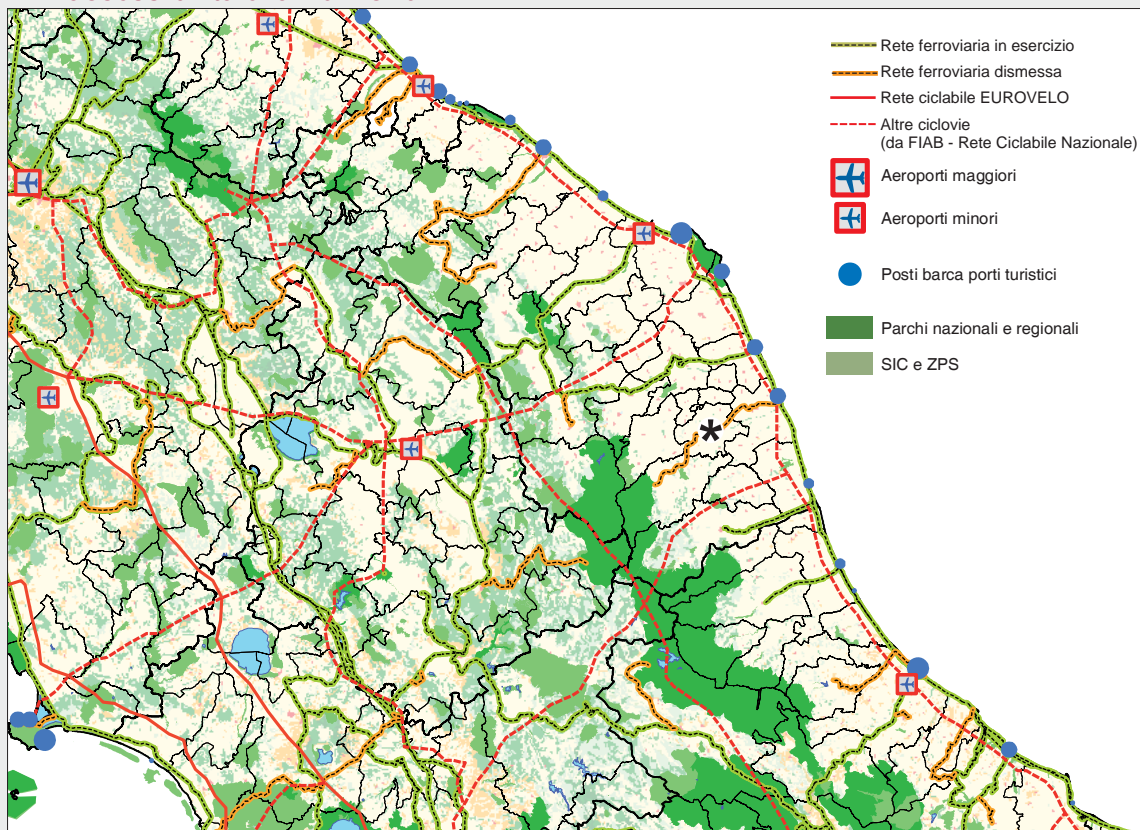 Rete ferroviaria in esercizio
Rete ferroviaria dismessa
Rete ciclabile EUROVELO
Altre ciclovie
(da FIAB - Rete Ciclabile Nazionale)
Aeroporti maggiori
Aeroporti minori
Posti barca porti turistici
Parchi nazionali e regionali
SIC e ZPS
*